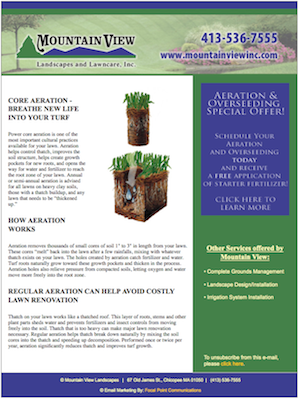 MOUNTAIN VIEW
Landscapes and Lawncare, Inc.
413-536-7555
www.mountainviewinc.com
CORE AERATION -
BREATHE NEW LIFE
INTO YOUR TURF
Power core aeration is one of the
most important cultural practices
available for your lawn. Aeration
helps control thatch, improves the
soil structure, helps create growth
pockets for new roots, and opens the
way for water and fertilizer to reach
the root zone of your lawn. Annual
or semi-annual aeration is advised
for all lawns on heavy clay soils,
those with a thatch buildup, and any
lawn that needs to be "thickened
up."
HOW AERATION
WORKS
Aeration removes thousands of small cores of soil 1" to 3" in length from your lawn.
These cores "melt" back into the lawn after a few rainfalls, mixing with whatever
thatch exists on your lawn. The holes created by aeration catch fertilizer and water.
Turf roots naturally grow toward these growth pockets and thicken in the process.
Aeration holes also relieve pressure from compacted soils, letting oxygen and water
move more freely into the root zone.
REGULAR AERATION CAN HELP AVOID COSTLY
LAWN RENOVATION
Thatch on your lawn works like a thatched roof. This layer of roots, stems and other
plant parts sheds water and prevents fertilizers and insect controls from moving
freely into the soil. Thatch that is too heavy can make major lawn renovation
necessary. Regular aeration helps thatch break down naturally by mixing the soil
cores into the thatch and speeding up decomposition. Performed once or twice per
year, aeration significantly reduces thatch and improves turf growth.
AERATION &
OVERSEEDING
SPECIAL OFFER!
SCHEDULE YOUR
AERATION
AND OVERSEEDING
TODAY
AND RECEIVE
A FREE APPLICATION
OF STARTER FERTILIZER!
CLICK HERE TO
LEARN MORE
Other Services offered by
Mountain View:
• Complete Grounds Management
• Landscape Design/Installation
• Irrigation System Installation
To unsubscribe from this e-mail,
please click here.
© Mountain View Landscapes | 67 Old James St., Chicopee MA 01020 | (413) 536-7555
© Email Marketing By: Focal Point Communications